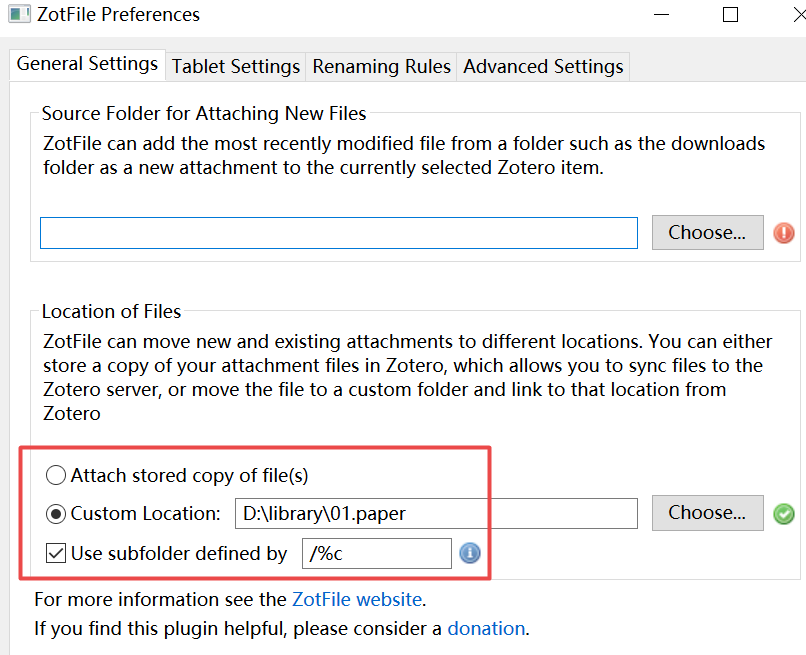 ZotFile Preferences
General Settings Tablet Settings Renaming Rules Advanced Settings
Source Folder for Attaching New Files
ZotFile can add the most recently modified file from a folder such as the downloads
folder as a new attachment to the currently selected Zotero item.
Choose...
Location of Files
ZotFile can move new and existing attachments to different locations. You can either
store a copy of your attachment files in Zotero, which allows you to sync files to the
Zotero server, or move the file to a custom folder and link to that location from
Zotero
Attach stored copy of file(s)
Custom Location: D:\library\01.paper Choose...
Use subfolder defined by /%c
For more information see the ZotFile website.
If you find this plugin helpful, please consider a donation.